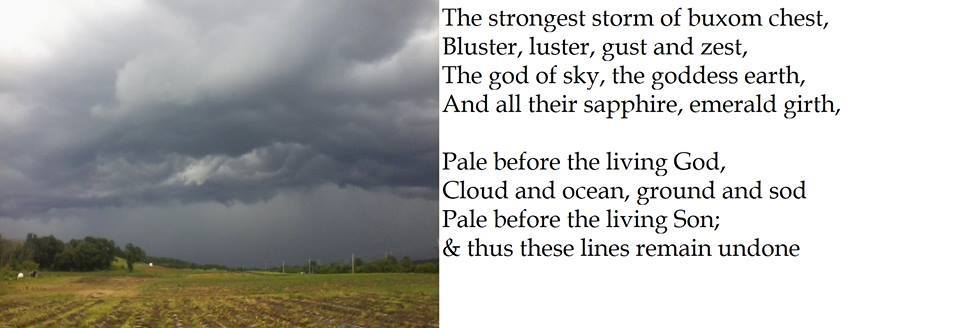 The strongest storm of buxom chest,
Bluster, luster, gust and zest,
The god of sky, the goddess earth,
And all their sapphire, emerald girth,

Pale before the living God,
Cloud and ocean, ground and sod
Pale before the living Son;
& thus these lines remain undone